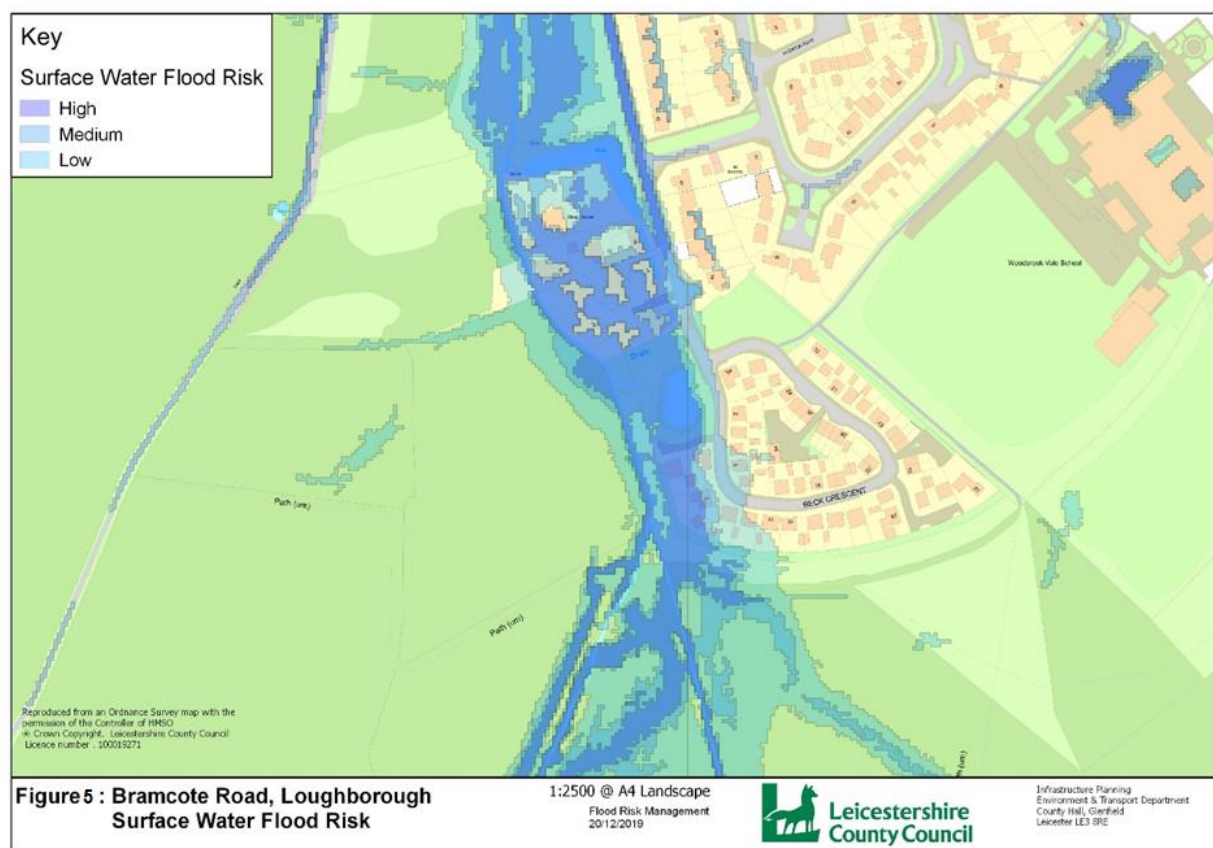 Key
Surface Water Flood Risk
High
Medium
Low
Woodbrook Vale School
Drain
BECK CRESCENT
Path (um)
Path (um)
Reproduced from an Ordnance Survey map with the
permission of the Controller of HMSO
© Crown Copyright. Leicestershire County Council
Licence number . 100019271
Figure 5 : Bramcote Road, Loughborough
Surface Water Flood Risk
1:2500 @ A4 Landscape
Flood Risk Management
20/12/2019
Leicestershire
County Council
Infrastructure Planning
Environment & Transport Department
County Hall, Glenfield
Leicester LE3 8RE